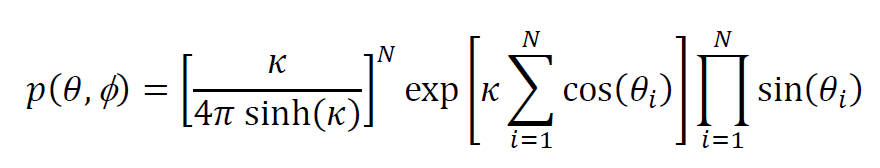 p(θ, ϕ) = [κ / 4π sinh(κ)]^N exp [κ ∑_{i=1}^{N} cos(θ_i)] ∏_{i=1}^{N} sin(θ_i)